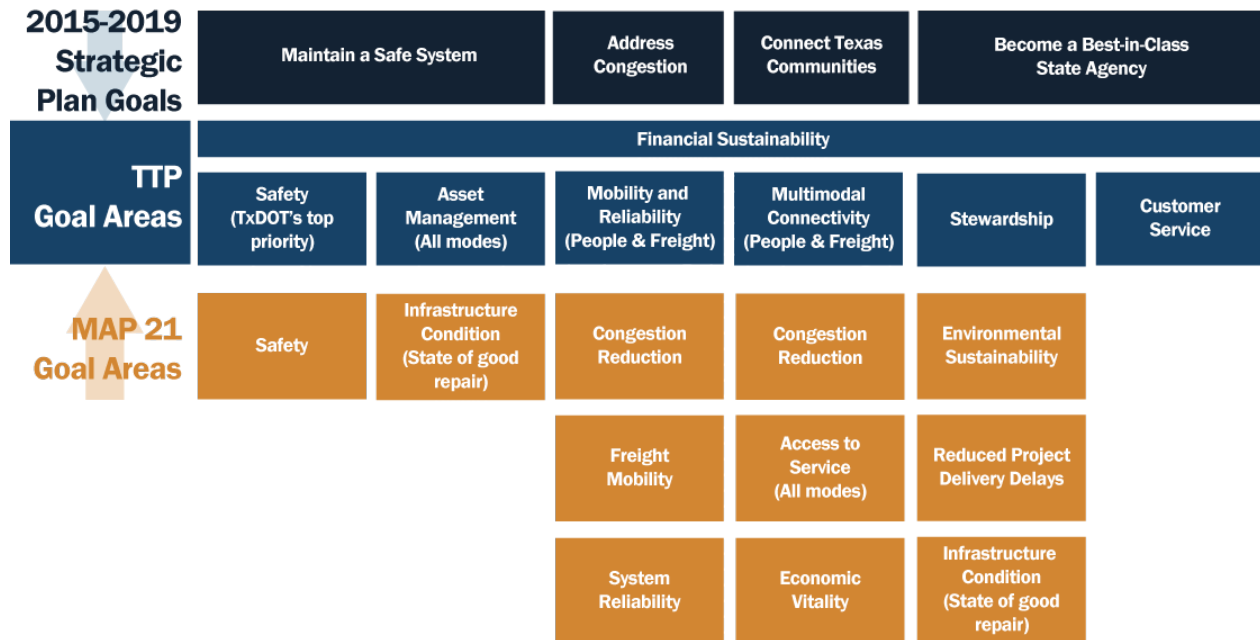 2015-2019
Strategic
Plan Goals
Maintain a Safe System
Address
Congestion
Connect Texas
Communities
Become a Best-in-Class
State Agency
TTP
Goal Areas
Financial Sustainability
Safety
(TxDOT's top
priority)
Asset
Management
(All modes)
Mobility and
Reliability
(People & Freight)
Multimodal
Connectivity
(People & Freight)
Stewardship
Customer
Service
MAP 21
Goal Areas
Safety
Infrastructure
Condition
(State of good
repair)
Congestion
Reduction
Congestion
Reduction
Environmental
Sustainability
Freight
Mobility
Access to
Service
(All modes)
Reduced Project
Delivery Delays
System
Reliability
Economic
Vitality
Infrastructure
Condition
(State of good
repair)